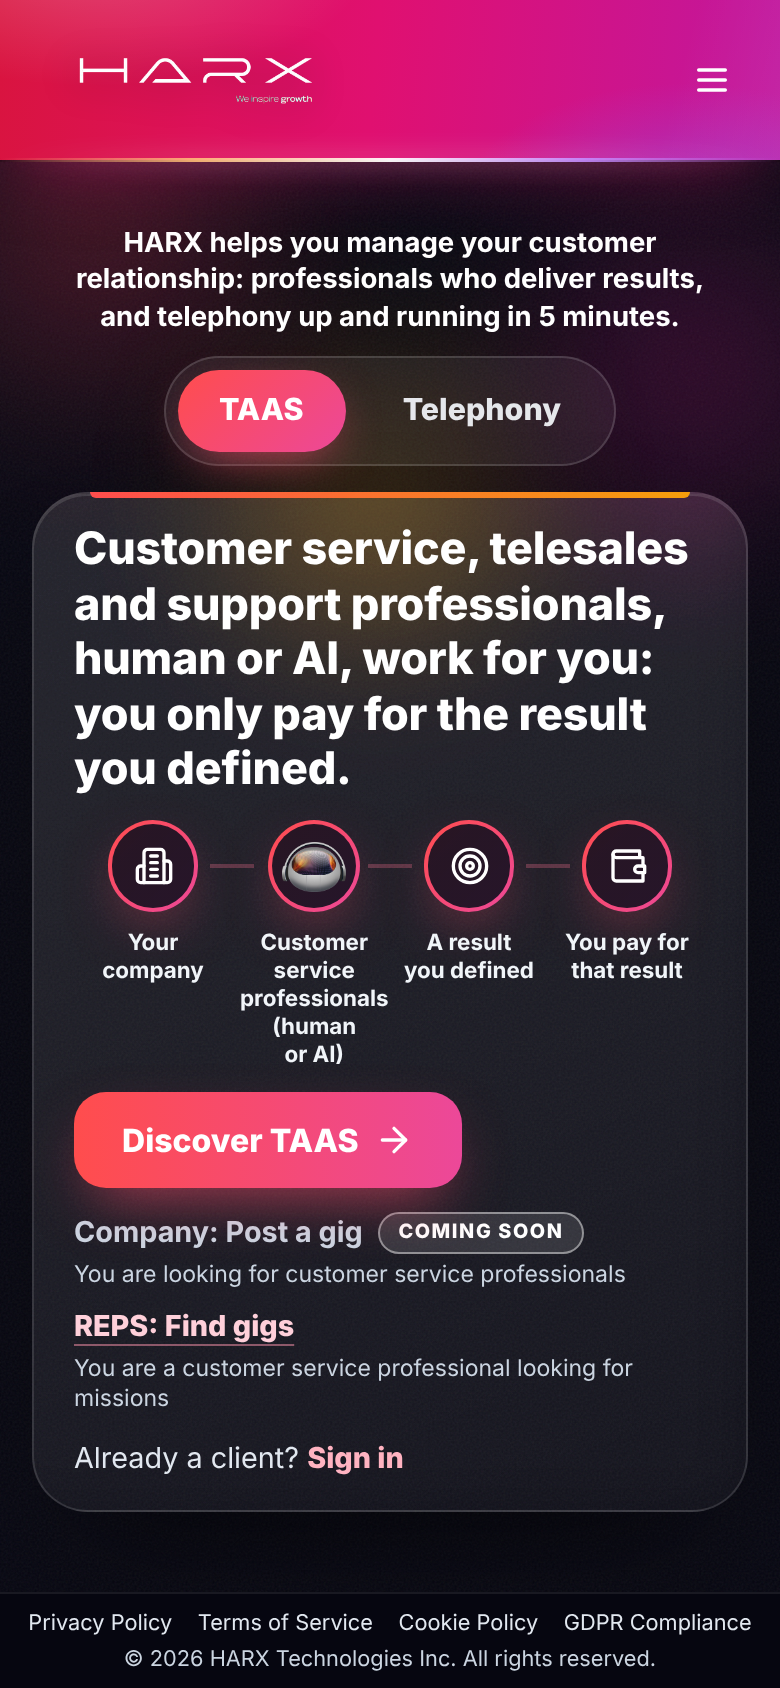 HARX
We inspire growth
HARX helps you manage your customer
relationship: professionals who deliver results,
and telephony up and running in 5 minutes.
TAAS
Telephony
Customer service, telesales
and support professionals,
human or AI, work for you:
you only pay for the result
you defined.
Your
company
Customer
service
professionals
(human
or AI)
A result
you defined
You pay for
that result
Discover TAAS
Company: Post a gig
COMING SOON
You are looking for customer service professionals
REPS: Find gigs
You are a customer service professional looking for
missions
Already a client? Sign in
Privacy Policy
Terms of Service
Cookie Policy
GDPR Compliance
© 2026 HARX Technologies Inc. All rights reserved.